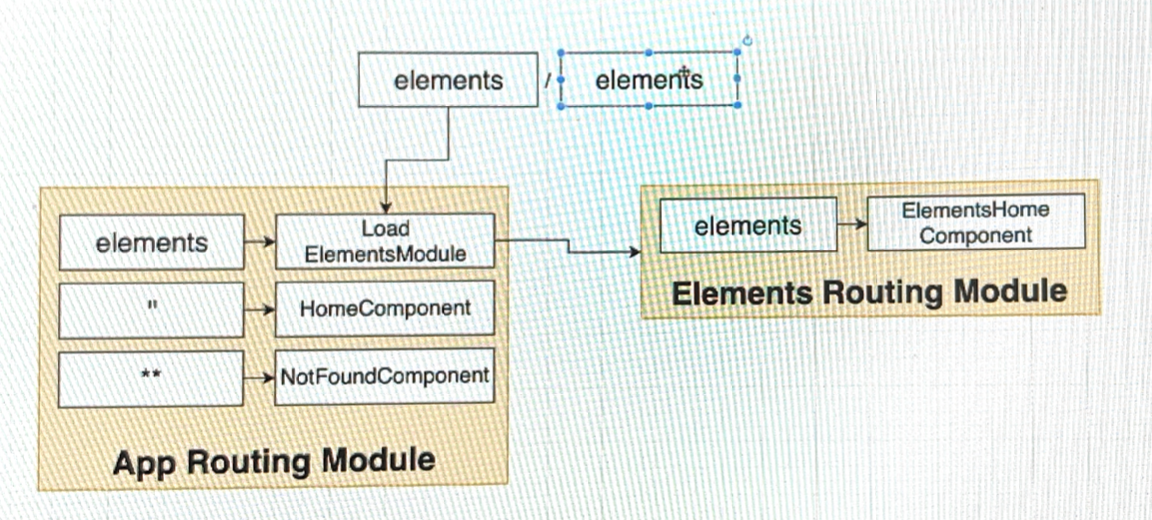 elements / elements
elements
Load
ElementsModule
''
HomeComponent
**
NotFoundComponent
App Routing Module
elements
ElementsHome
Component
Elements Routing Module